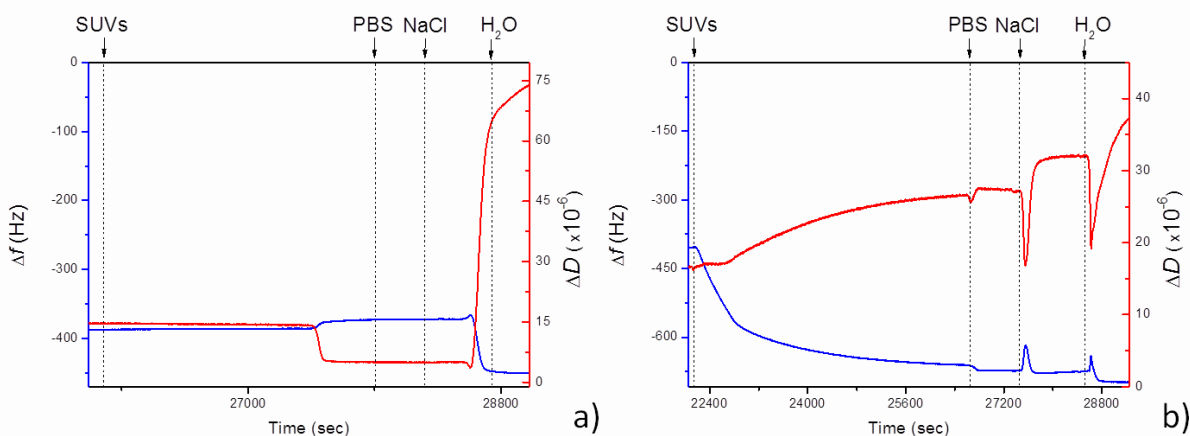 SUVs PBS NaCl H₂O
0
-100
-200
-300
-400
Δf (Hz)
75
60
45
30
15
0
ΔD (×10⁻⁶)
27000 28800
Time (sec)
a)
SUVs PBS NaCl H₂O
0
-150
-300
-450
-600
Δf (Hz)
40
30
20
10
0
ΔD (×10⁻⁶)
22400 24000 25600 27200 28800
Time (sec)
b)